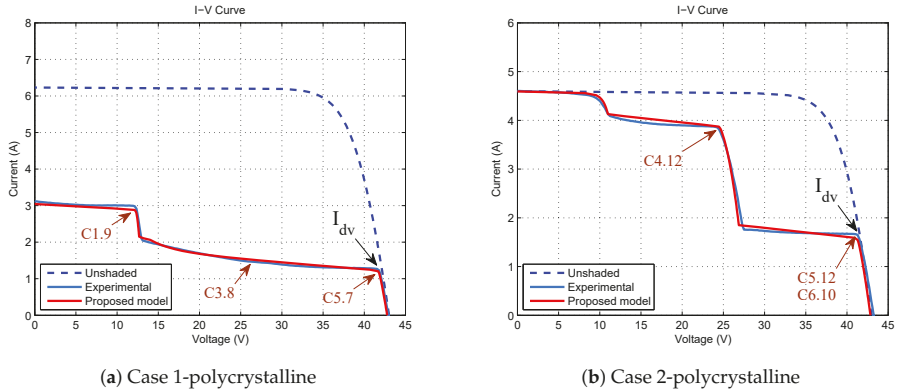 I−V Curve
8
7
6
5
4
3
2
1
0
Current (A)
C1.9
C3.8
I_dv
C5.7
Unshaded
Experimental
Proposed model
0 5 10 15 20 25 30 35 40 45
Voltage (V)
(a) Case 1-polycrystalline
I−V Curve
6
5
4
3
2
1
0
Current (A)
C4.12
I_dv
C5.12
C6.10
Unshaded
Experimental
Proposed model
0 5 10 15 20 25 30 35 40 45
Voltage (V)
(b) Case 2-polycrystalline